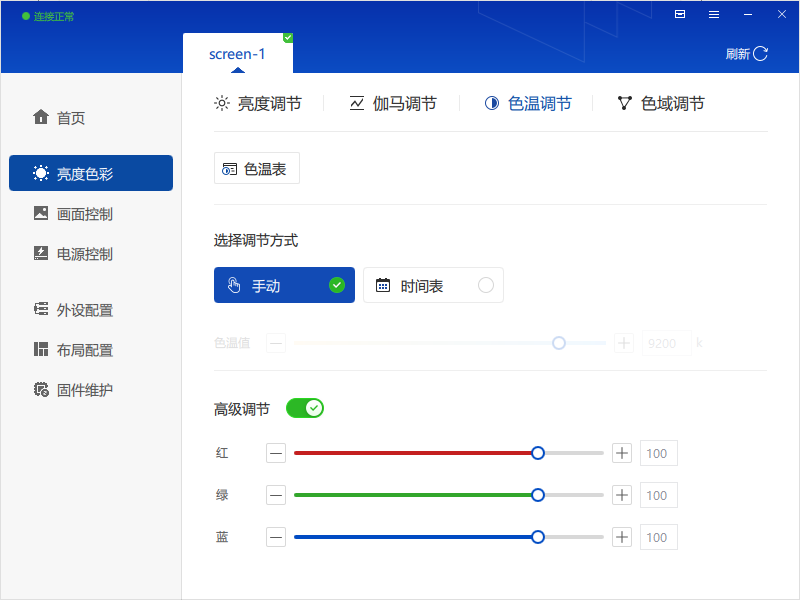 连接正常
screen-1
刷新
首页
亮度色彩
画面控制
电源控制
外设配置
布局配置
固件维护
亮度调节
伽马调节
色温调节
色域调节
色温表
选择调节方式
手动
时间表
色温值
9200
k
高级调节
红
100
绿
100
蓝
100